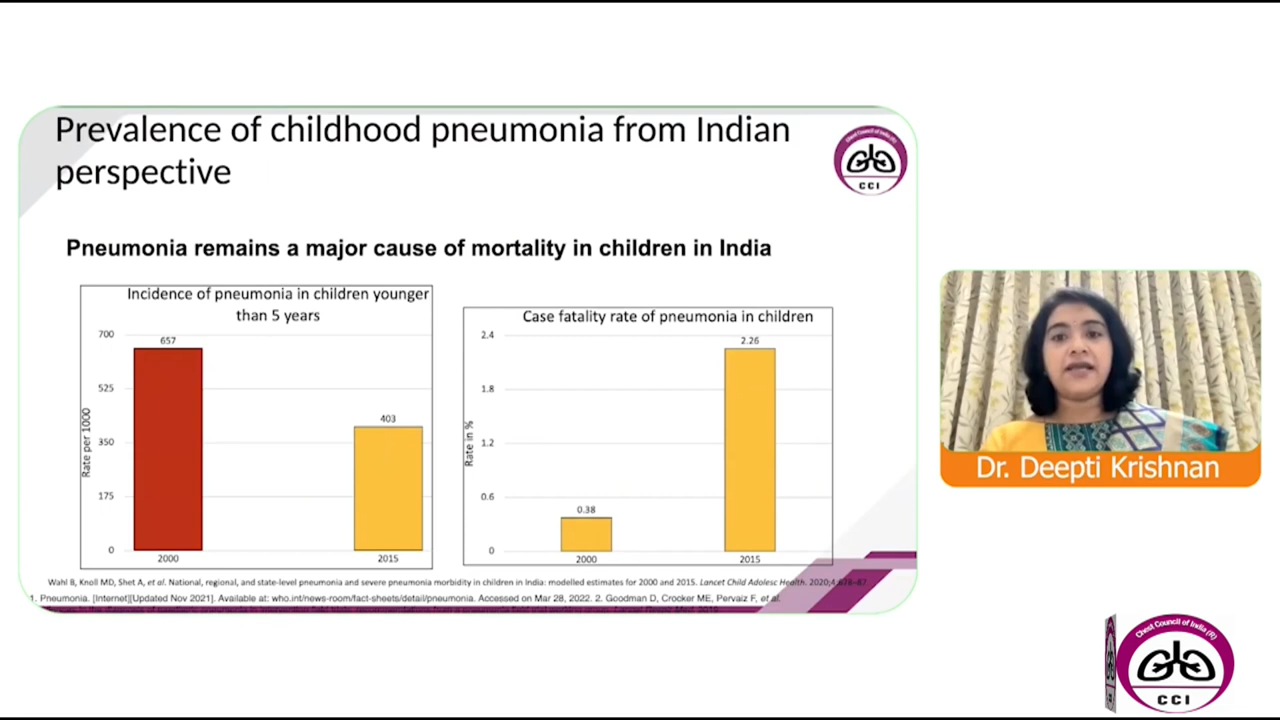 Prevalence of childhood pneumonia from Indian
perspective
Chest Council of India (R)
CCI
Pneumonia remains a major cause of mortality in children in India
Incidence of pneumonia in children younger
than 5 years
Rate per 1000
700
525
350
175
0
657
403
2000
2015
Case fatality rate of pneumonia in children
Rate in %
2.4
1.8
1.2
0.6
0
0.38
2.26
2000
2015
Wahl B, Knoll MD, Shet A, et al. National, regional, and state-level pneumonia and severe pneumonia morbidity in children in India: modelled estimates for 2000 and 2015. Lancet Child Adolesc Health. 2020;4:678–87
1. Pneumonia. [Internet][Updated Nov 2021]. Available at: who.int/news-room/fact-sheets/detail/pneumonia. Accessed on Mar 28, 2022. 2. Goodman D, Crocker ME, Pervaiz F, et al.
Dr. Deepti Krishnan
Chest Council of India (R)
CCI